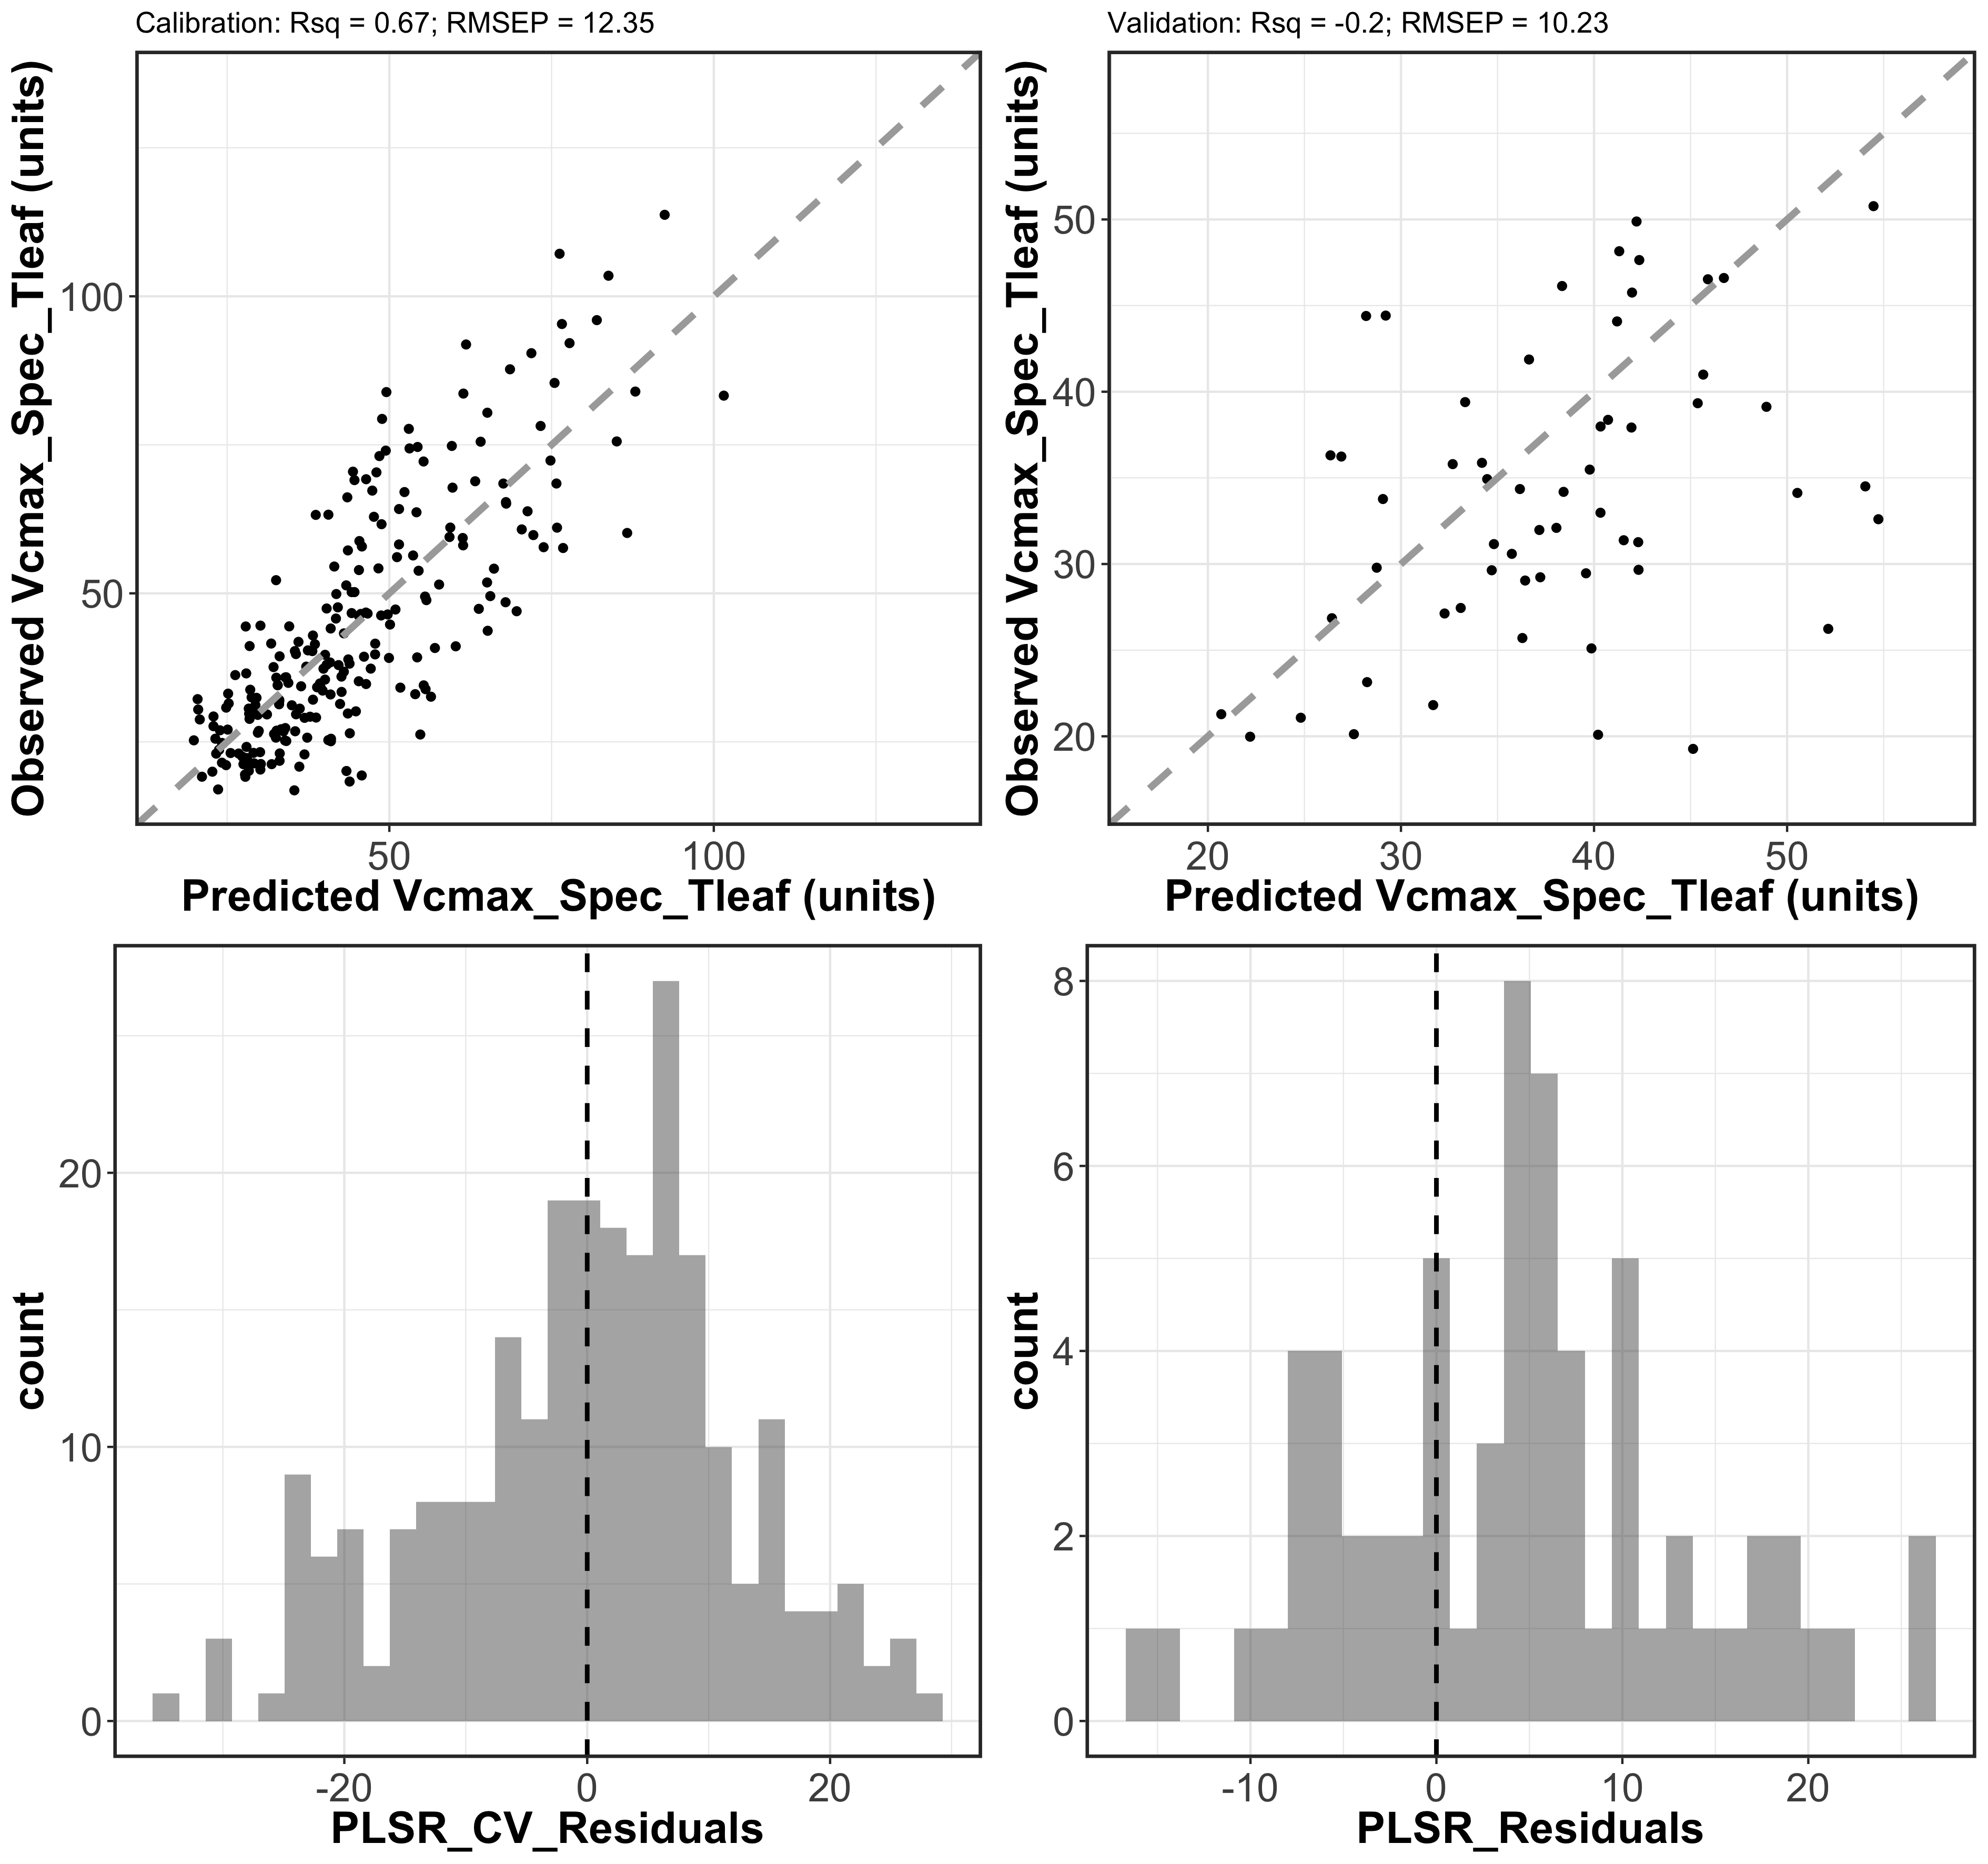 Calibration: Rsq = 0.67; RMSEP = 12.35
Observed Vcmax_Spec_Tleaf (units)
100
50
50
100
Predicted Vcmax_Spec_Tleaf (units)
Validation: Rsq = -0.2; RMSEP = 10.23
Observed Vcmax_Spec_Tleaf (units)
50
40
30
20
20
30
40
50
Predicted Vcmax_Spec_Tleaf (units)
count
20
10
0
-20
0
20
PLSR_CV_Residuals
count
8
6
4
2
0
-10
0
10
20
PLSR_Residuals